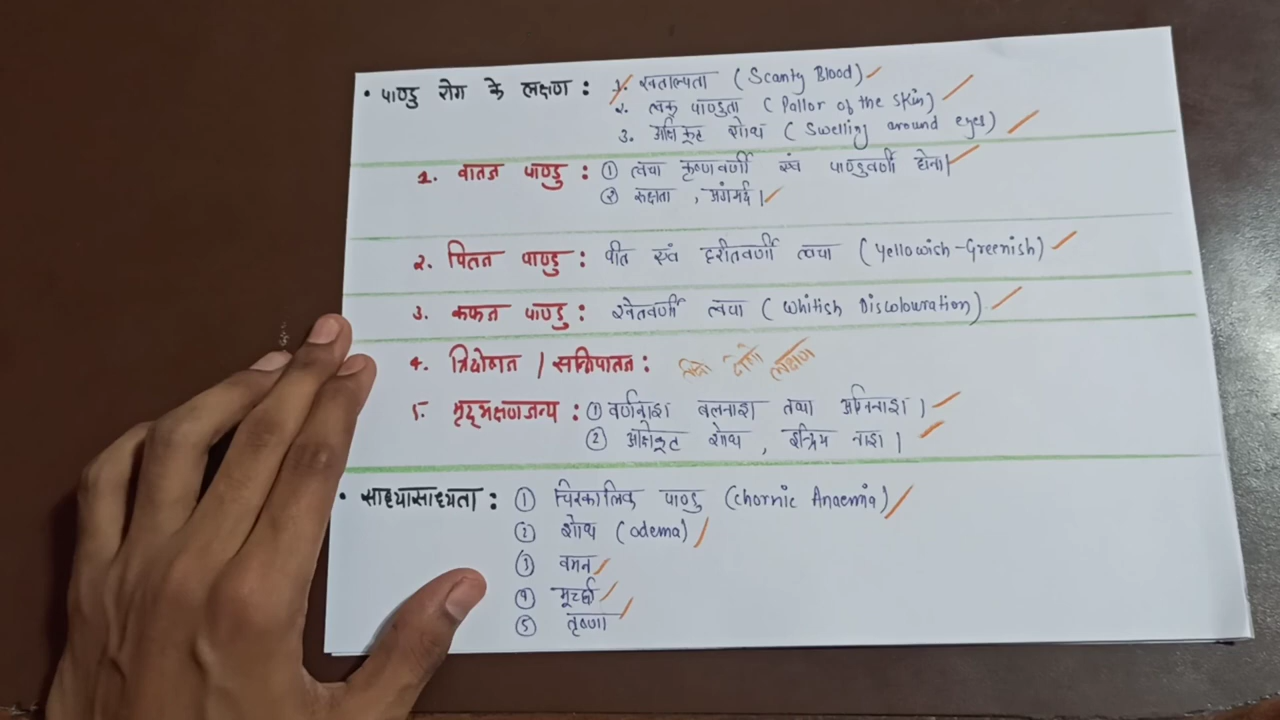 • पाण्डु रोग के लक्षण : 1. रक्ताल्पता (Scanty Blood)
2. त्वक् पाण्डुता (Pallor of the skin)
3. अक्षिकूट शोथ (Swelling around eyes)
1. वातज पाण्डु : ① त्वचा कृष्णवर्णी एवं पाण्डुवर्णी होना।
② रुक्षता , अंगमर्द।
2. पित्तज पाण्डु : पीत एवं हरीतवर्णी त्वचा (Yellowish-Greenish)
3. कफज पाण्डु : श्वेतवर्णी त्वचा (Whitish Discolouration)
4. त्रिदोषज / सन्निपातज : तीनो दोषो लक्षण
5. मृद्भक्षणजन्य : ① वर्णनाश बलनाश तथा अग्निनाश।
② अक्षिकूट शोथ , इन्द्रिय नाश।
• साध्यासाध्यता : ① चिरकालिक पाण्डु (Chornic Anaemia)
② शोथ (odema)
③ वमन
④ मूर्च्छा
⑤ तृष्णा